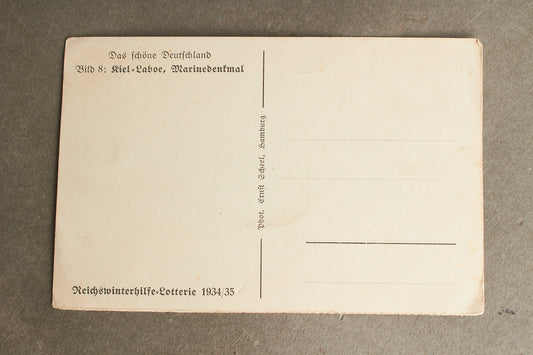 Das schöne Deutschland
Bild 8: Kiel-Laboe, Marinedenkmal
Phot. Ernst Scheel, Hamburg
Reichswinterhilfe-Lotterie 1934/35